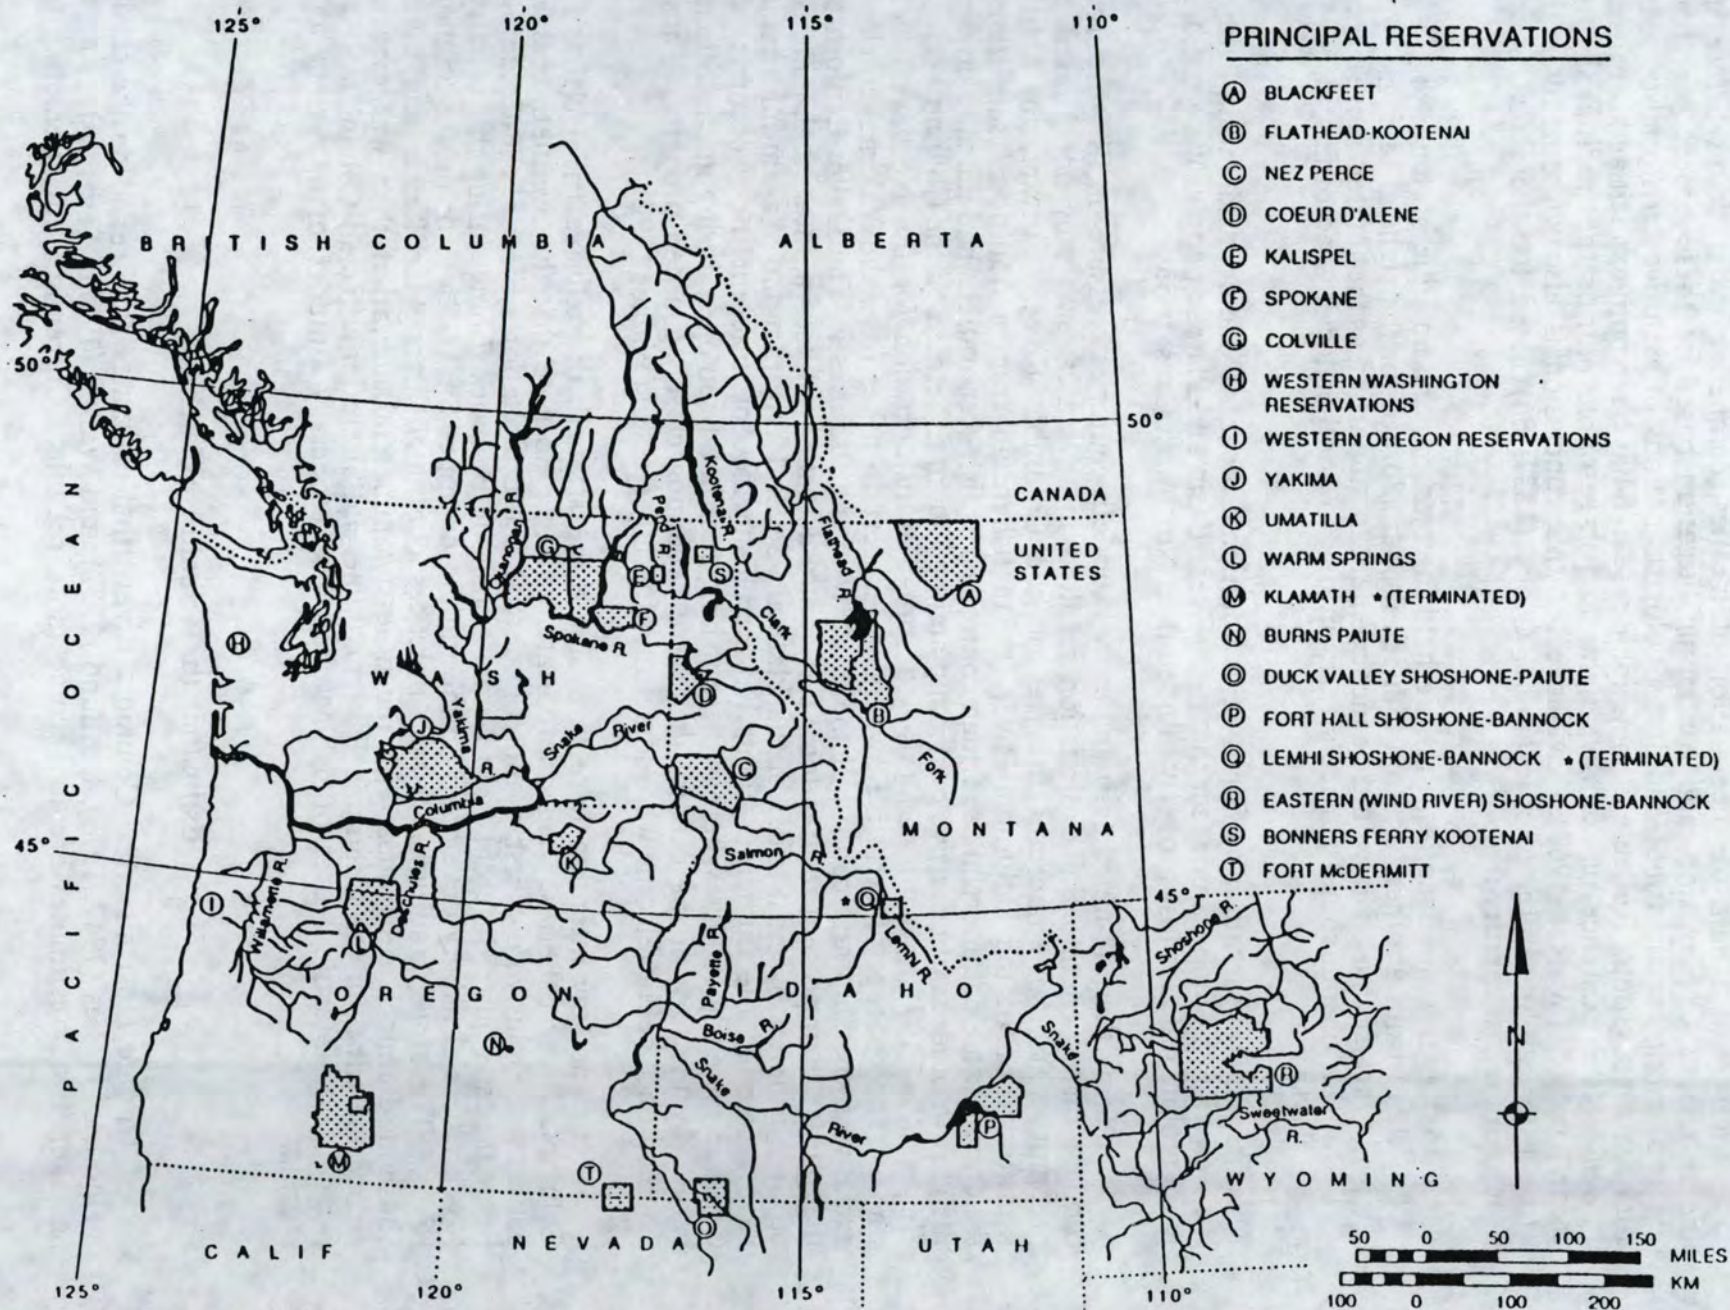 125° 120° 115° 110°
PRINCIPAL RESERVATIONS
Ⓐ BLACKFEET
Ⓑ FLATHEAD-KOOTENAI
Ⓒ NEZ PERCE
Ⓓ COEUR D'ALENE
Ⓔ KALISPEL
Ⓕ SPOKANE
Ⓖ COLVILLE
Ⓗ WESTERN WASHINGTON
RESERVATIONS
Ⓘ WESTERN OREGON RESERVATIONS
Ⓙ YAKIMA
Ⓚ UMATILLA
Ⓛ WARM SPRINGS
Ⓜ KLAMATH * (TERMINATED)
Ⓝ BURNS PAIUTE
Ⓞ DUCK VALLEY SHOSHONE-PAIUTE
Ⓟ FORT HALL SHOSHONE-BANNOCK
Ⓠ LEMHI SHOSHONE-BANNOCK * (TERMINATED)
Ⓡ EASTERN (WIND RIVER) SHOSHONE-BANNOCK
Ⓢ BONNERS FERRY KOOTENAI
Ⓣ FORT McDERMITT
BRITISH COLUMBIA
ALBERTA
50°
50°
PACIFIC OCEAN
CANADA
UNITED
STATES
Okanogan R.
Pend R.
Kootenai R.
Flathead R.
Ⓖ
Ⓔ
Ⓢ
Ⓐ
Ⓕ
Spokane R.
Clark
Ⓗ
WASH
Ⓓ
Ⓑ
Ⓙ
Yakima
R.
Snake River
Ⓒ
Fork
Columbia
MONTANA
45°
Ⓚ
Salmon R.
Willamette R.
Deschutes R.
Ⓘ
Ⓛ
* Ⓠ
Lemhi R.
45°
Shoshone R.
OREGON
Payette R.
IDAHO
Boise R.
Snake
N
Ⓝ
Snake
Ⓡ
Sweetwater
R.
River
Ⓟ
Ⓜ
Ⓣ
WYOMING
Ⓞ
CALIF
NEVADA
UTAH
50 0 50 100 150
MILES
KM
100 0 100 200
125° 120° 115° 110°